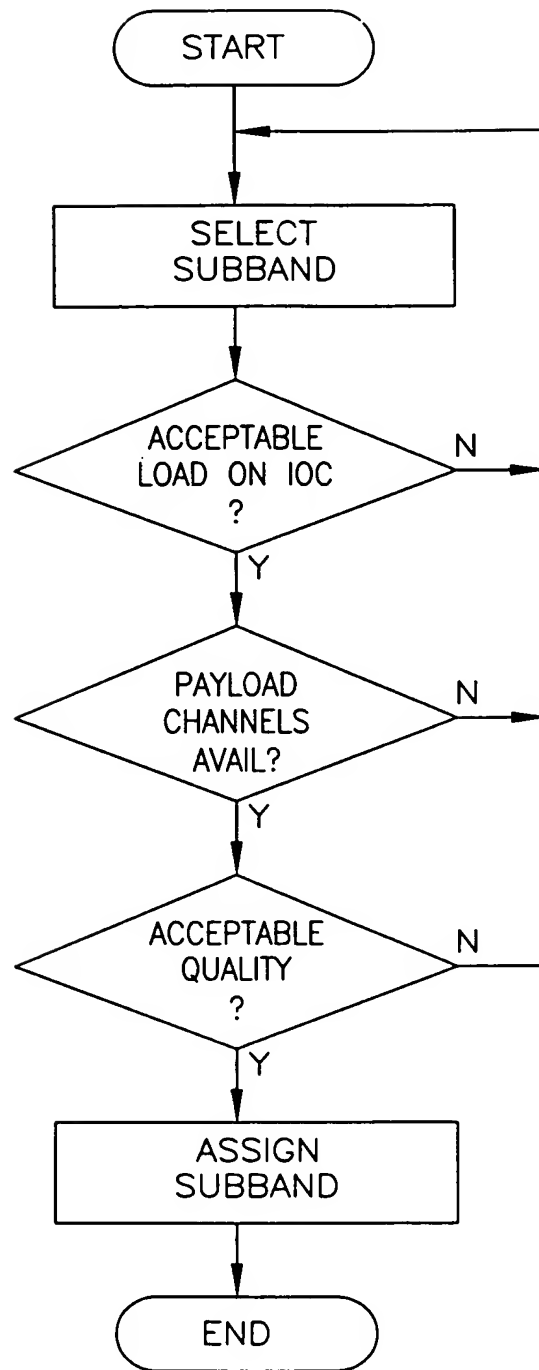 START
SELECT
SUBBAND
ACCEPTABLE
LOAD ON IOC
?
N
Y
PAYLOAD
CHANNELS
AVAIL?
N
Y
ACCEPTABLE
QUALITY
?
N
Y
ASSIGN
SUBBAND
END